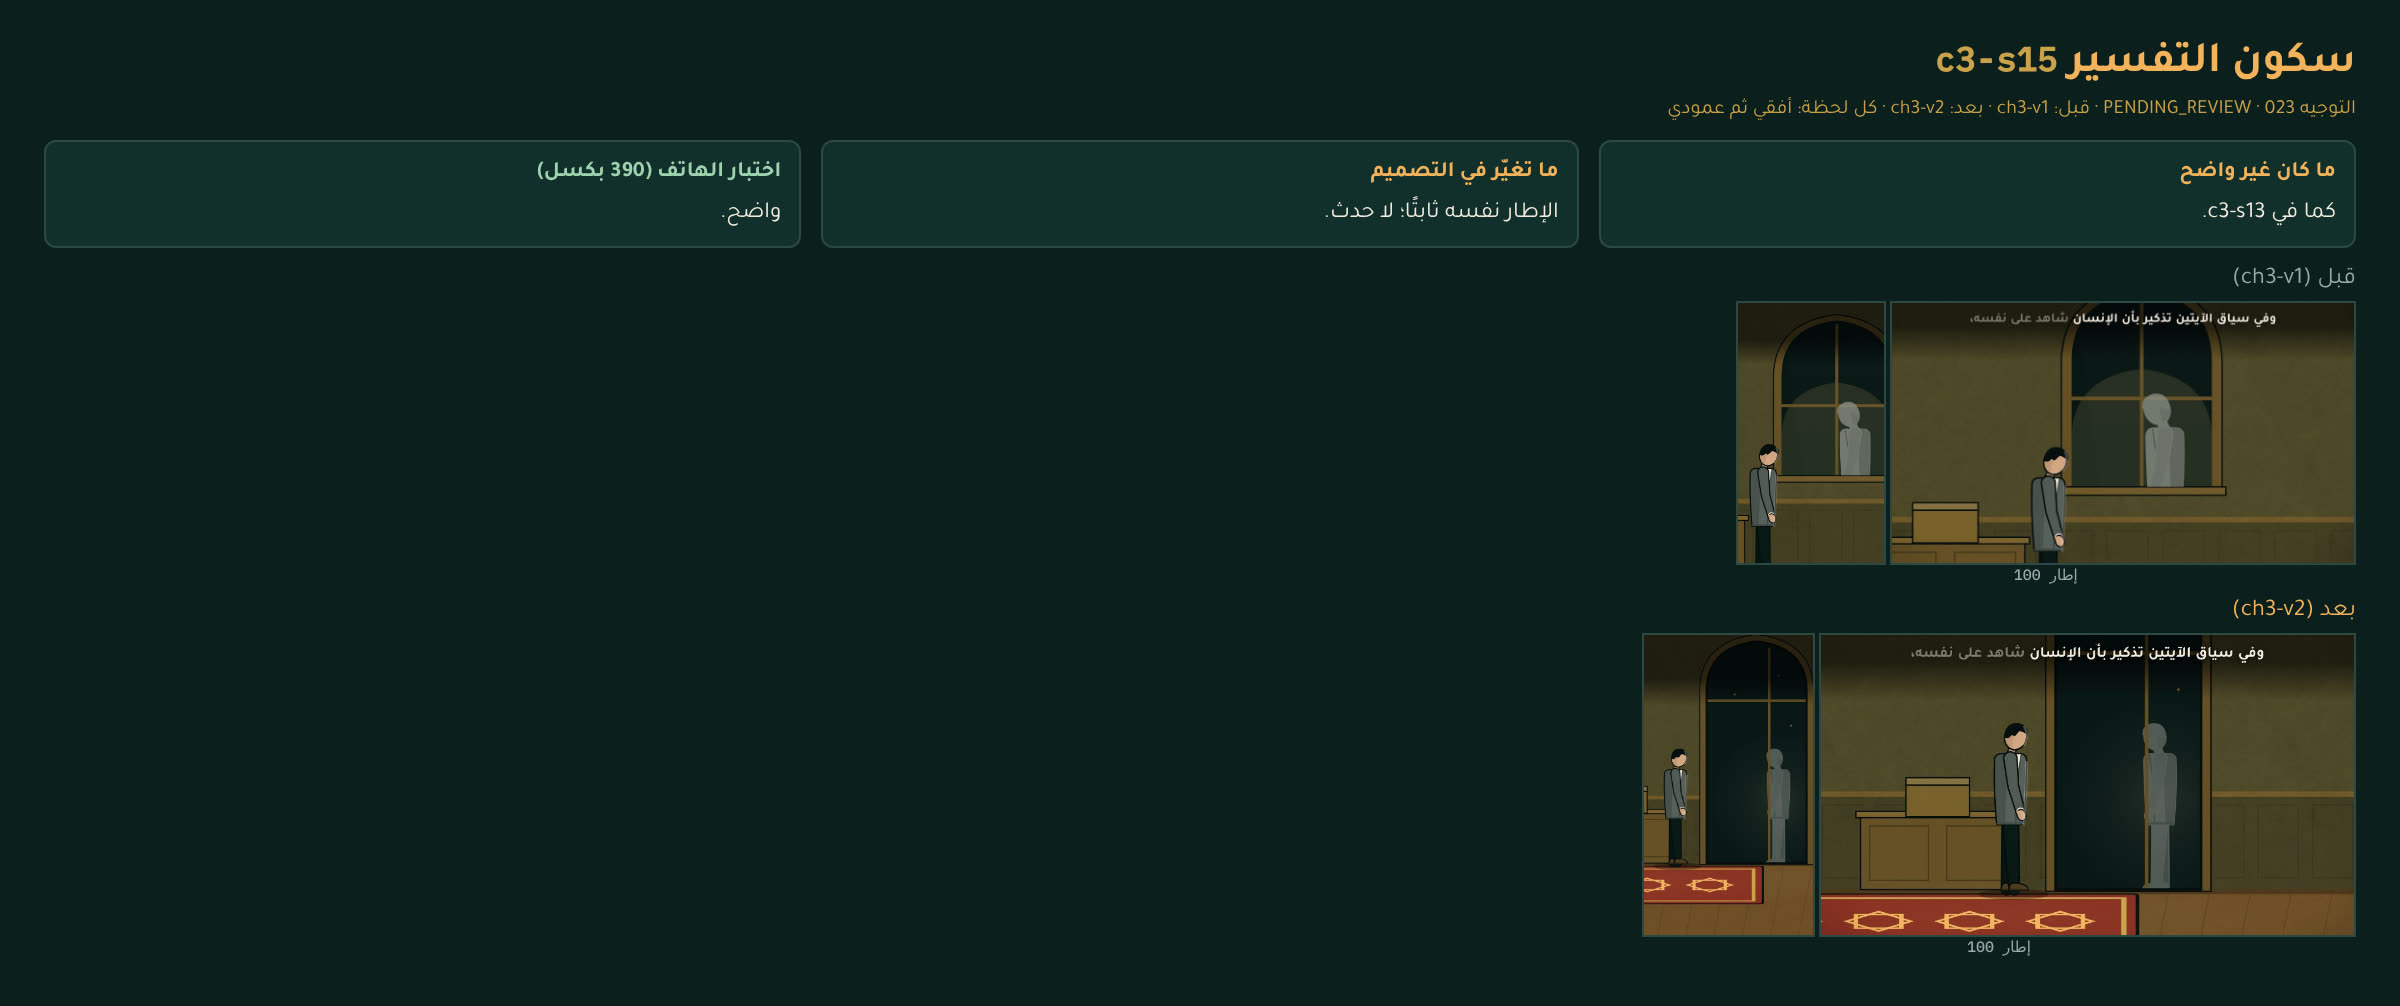 سكون التفسير c3-s15
التوجيه 023 · PENDING_REVIEW · قبل: ch3-v1 · بعد: ch3-v2 · كل لحظة: أفقي ثم عمودي
ما كان غير واضح
كما في c3-s13.
ما تغيّر في التصميم
الإطار نفسه ثابتًا؛ لا حدث.
اختبار الهاتف (390 بكسل)
واضح.
قبل (ch3-v1)
وفي سياق الآيتين تذكير بأن الإنسان شاهد على نفسه،
إطار 100
بعد (ch3-v2)
وفي سياق الآيتين تذكير بأن الإنسان شاهد على نفسه،
إطار 100